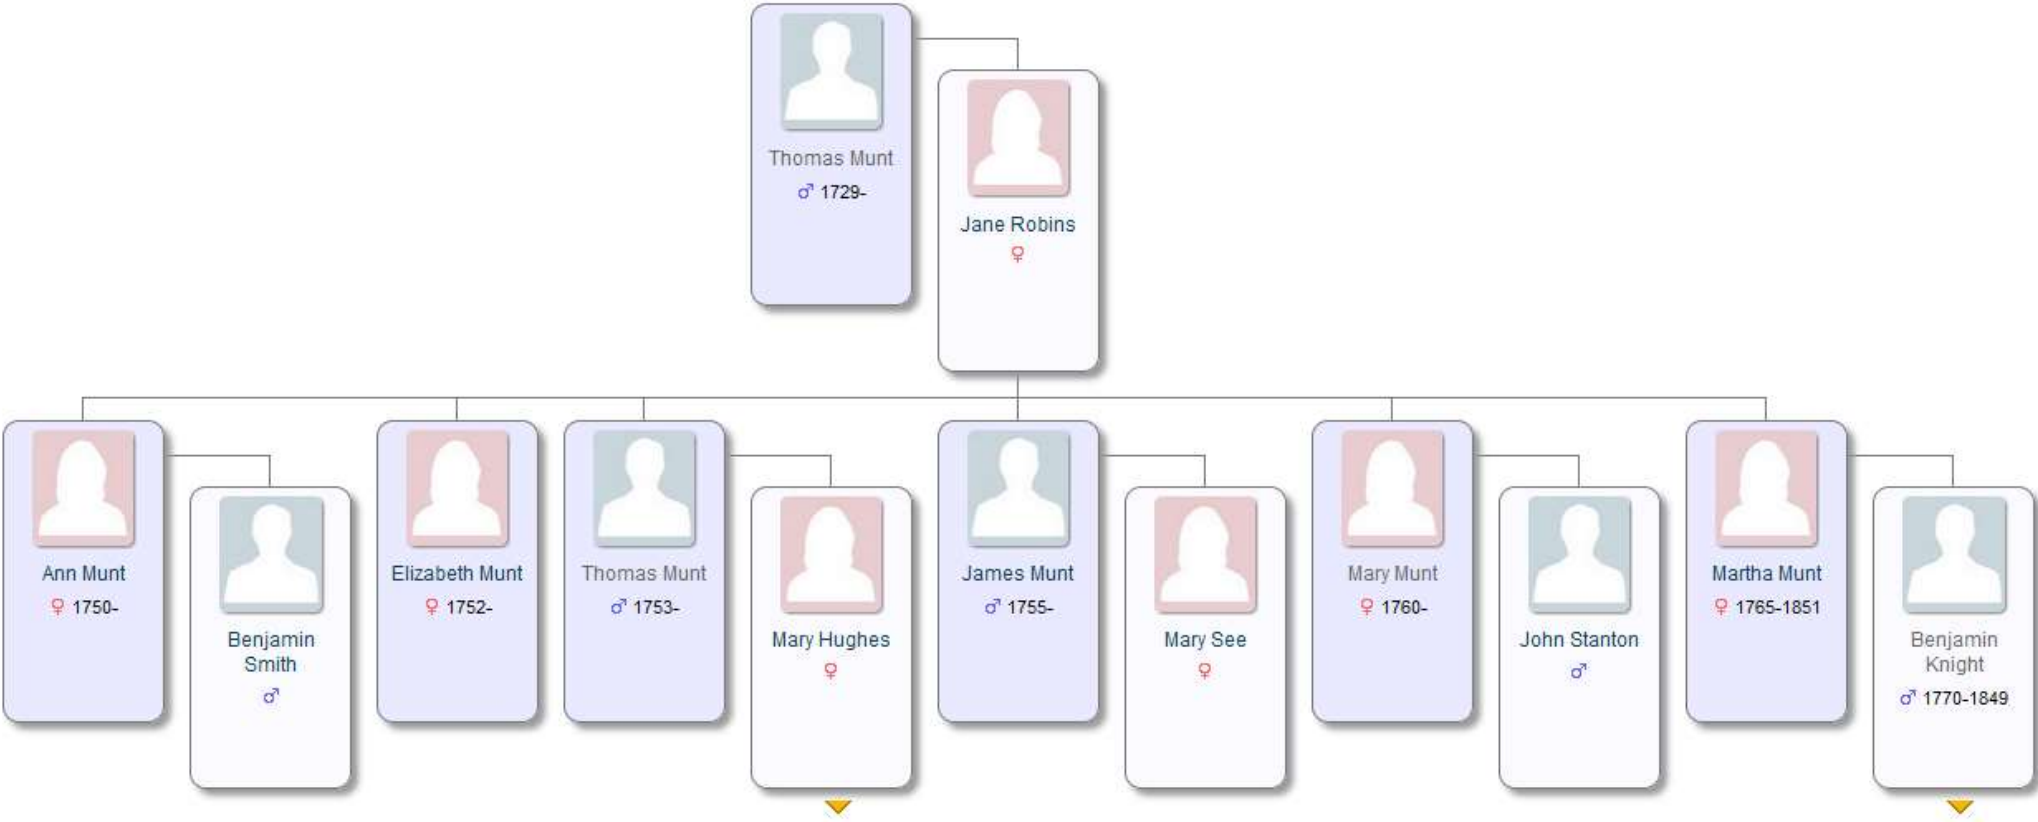 Thomas Munt
♂ 1729-
Jane Robins
♀
Ann Munt
♀ 1750-
Benjamin
Smith
♂
Elizabeth Munt
♀ 1752-
Thomas Munt
♂ 1753-
Mary Hughes
♀
James Munt
♂ 1755-
Mary See
♀
Mary Munt
♀ 1760-
John Stanton
♂
Martha Munt
♀ 1765-1851
Benjamin
Knight
♂ 1770-1849